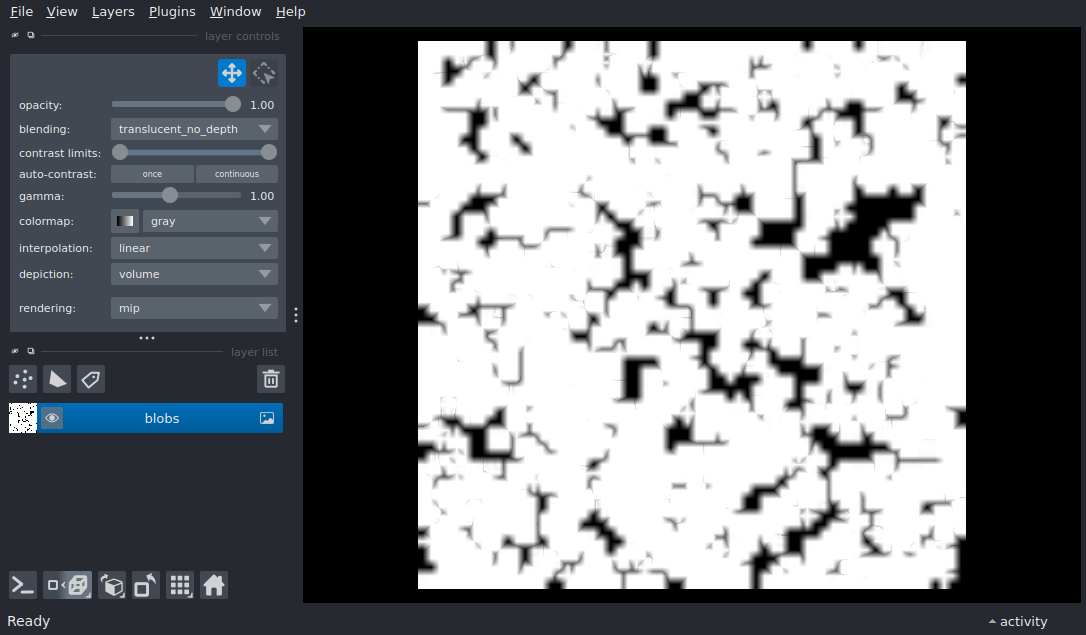 File View Layers Plugins Window Help
layer controls
opacity: 1.00
blending: translucent_no_depth
contrast limits:
auto-contrast: once continuous
gamma: 1.00
colormap: gray
interpolation: linear
depiction: volume
rendering: mip
layer list
blobs
Ready activity